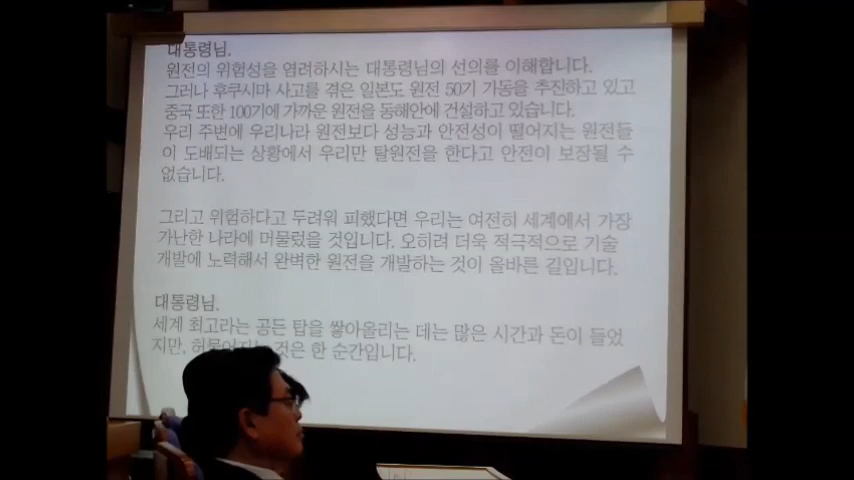 대통령님.
원전의 위험성을 염려하시는 대통령님의 선의를 이해합니다.
그러나 후쿠시마 사고를 겪은 일본도 원전 50기 가동을 추진하고 있고
중국 또한 100기에 가까운 원전을 동해안에 건설하고 있습니다.
우리 주변에 우리나라 원전보다 성능과 안전성이 떨어지는 원전들
이 도배되는 상황에서 우리만 탈원전을 한다고 안전이 보장될 수
없습니다.
그리고 위험하다고 두려워 피했다면 우리는 여전히 세계에서 가장
가난한 나라에 머물렀을 것입니다. 오히려 더욱 적극적으로 기술
개발에 노력해서 완벽한 원전을 개발하는 것이 올바른 길입니다.
대통령님.
세계 최고라는 공든 탑을 쌓아올리는 데는 많은 시간과 돈이 들었
지만, 것은 한 순간입니다.